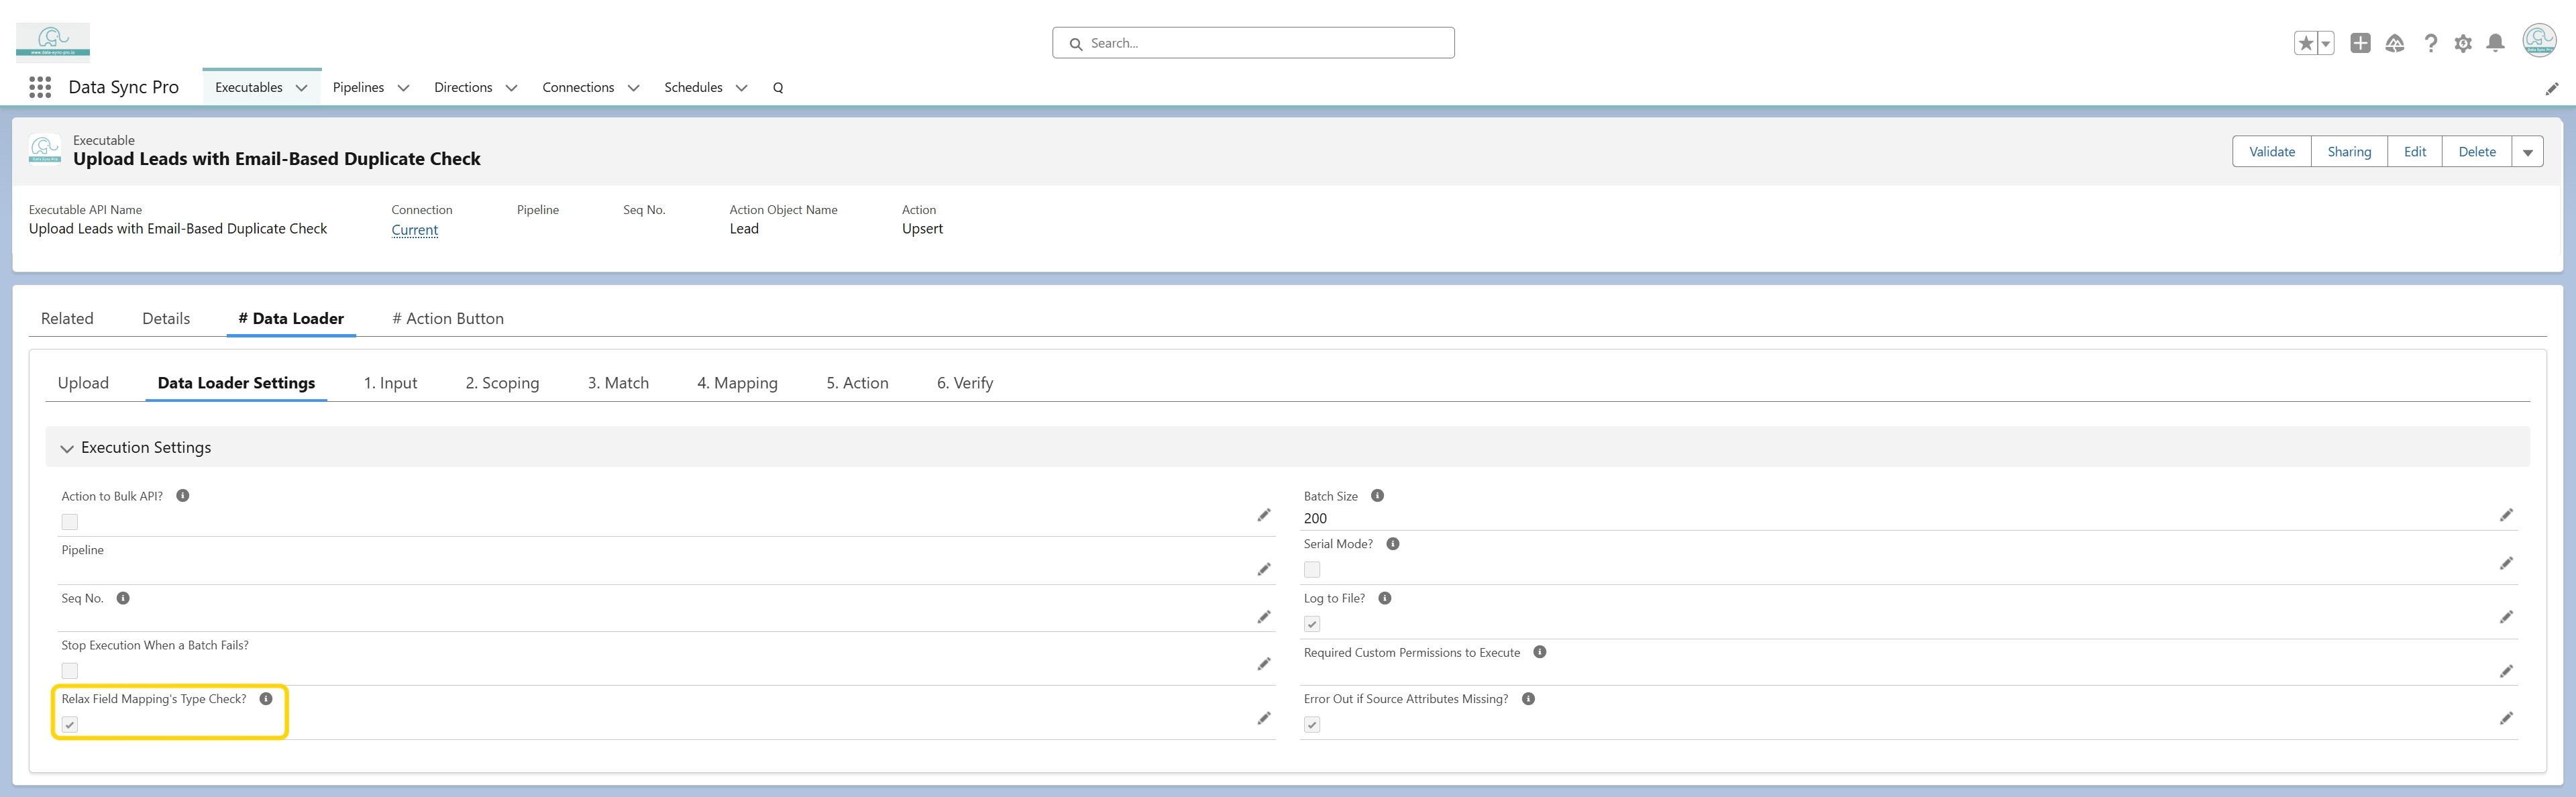 www.data-sync-pro.io
Search...
Data Sync Pro
Executables
Pipelines
Directions
Connections
Schedules
Q
Executable
Upload Leads with Email-Based Duplicate Check
Validate
Sharing
Edit
Delete
Executable API Name
Upload Leads with Email-Based Duplicate Check
Connection
Current
Pipeline
Seq No.
Action Object Name
Lead
Action
Upsert
Related
Details
# Data Loader
# Action Button
Upload
Data Loader Settings
1. Input
2. Scoping
3. Match
4. Mapping
5. Action
6. Verify
Execution Settings
Action to Bulk API?
Batch Size
200
Pipeline
Serial Mode?
Seq No.
Log to File?
Stop Execution When a Batch Fails?
Required Custom Permissions to Execute
Relax Field Mapping's Type Check?
Error Out if Source Attributes Missing?